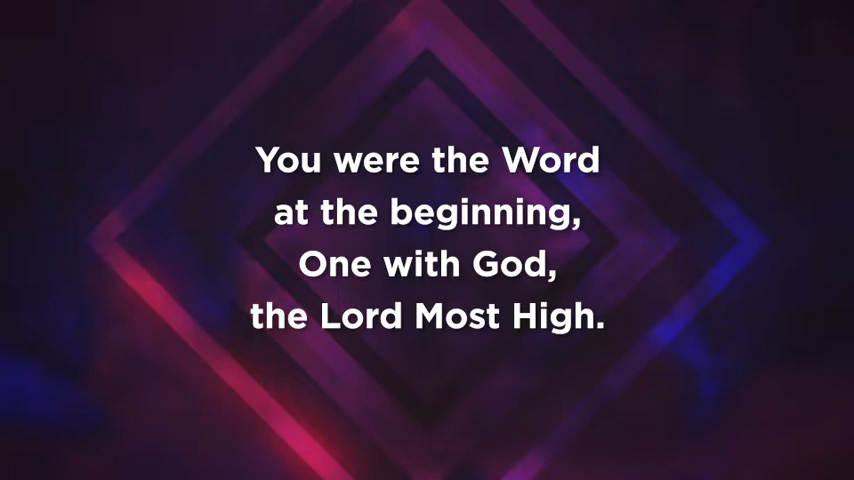 You were the Word
at the beginning,
One with God,
the Lord Most High.